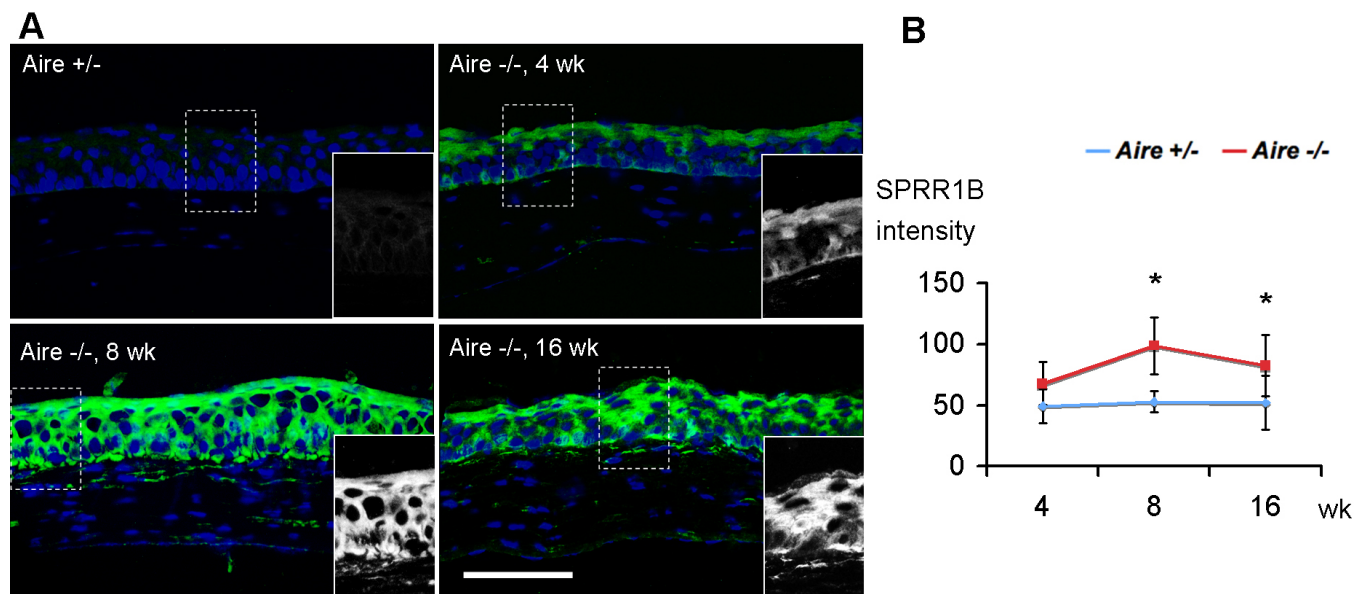 A
Aire +/-
Aire -/-, 4 wk
Aire -/-, 8 wk
Aire -/-, 16 wk
B
Aire +/- Aire -/-
SPRR1B
intensity
150
100
50
0
* *
4 8 16 wk